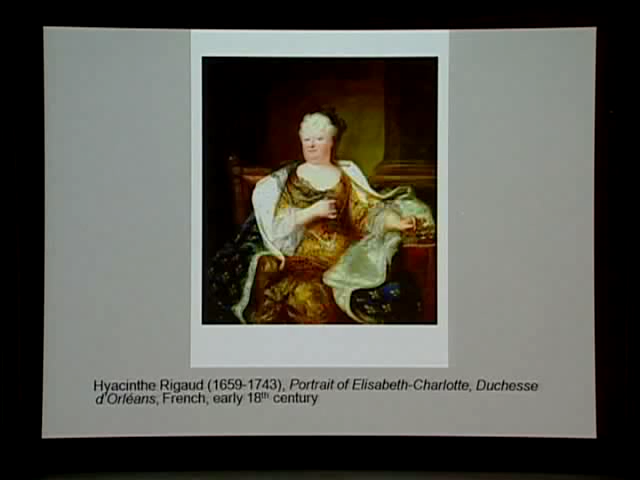 Hyacinthe Rigaud (1659-1743), Portrait of Elisabeth-Charlotte, Duchesse
d'Orléans, French, early 18th century